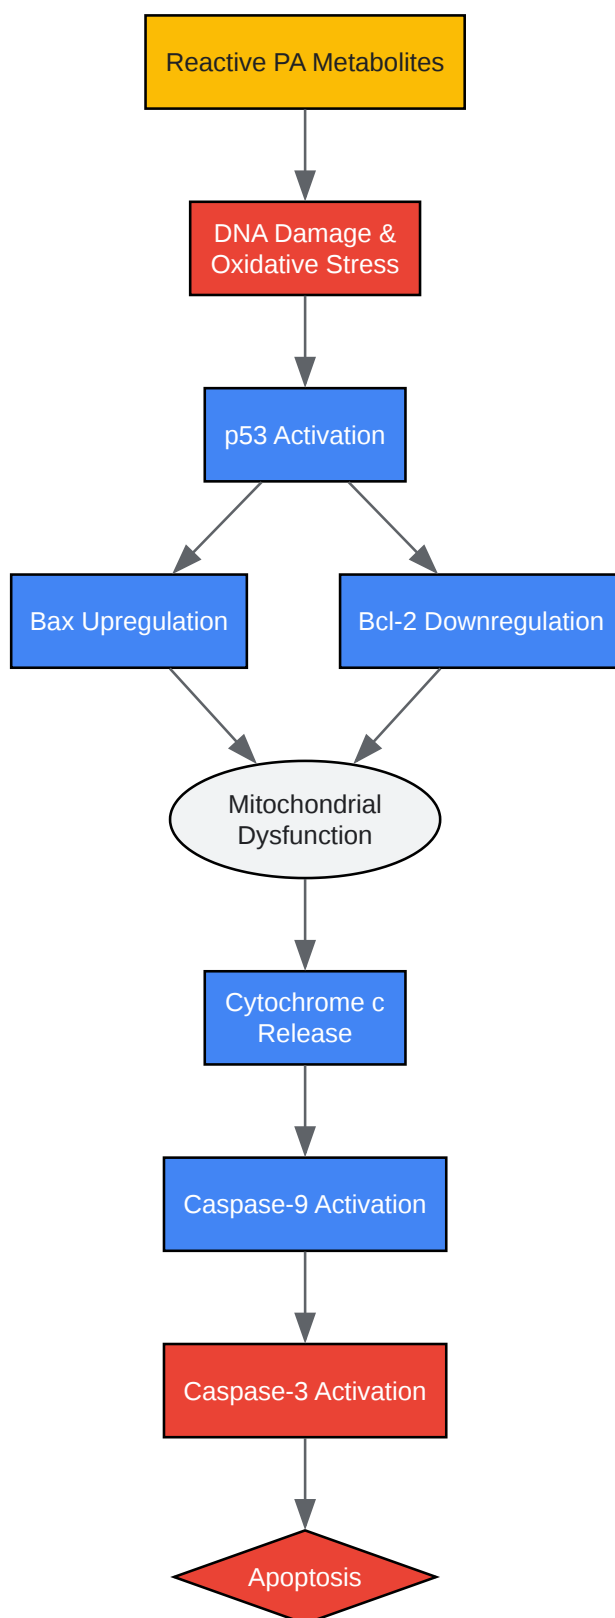 Reactive PA Metabolites
DNA Damage &
Oxidative Stress
p53 Activation
Bax Upregulation
Bcl-2 Downregulation
Mitochondrial
Dysfunction
Cytochrome c
Release
Caspase-9 Activation
Caspase-3 Activation
Apoptosis